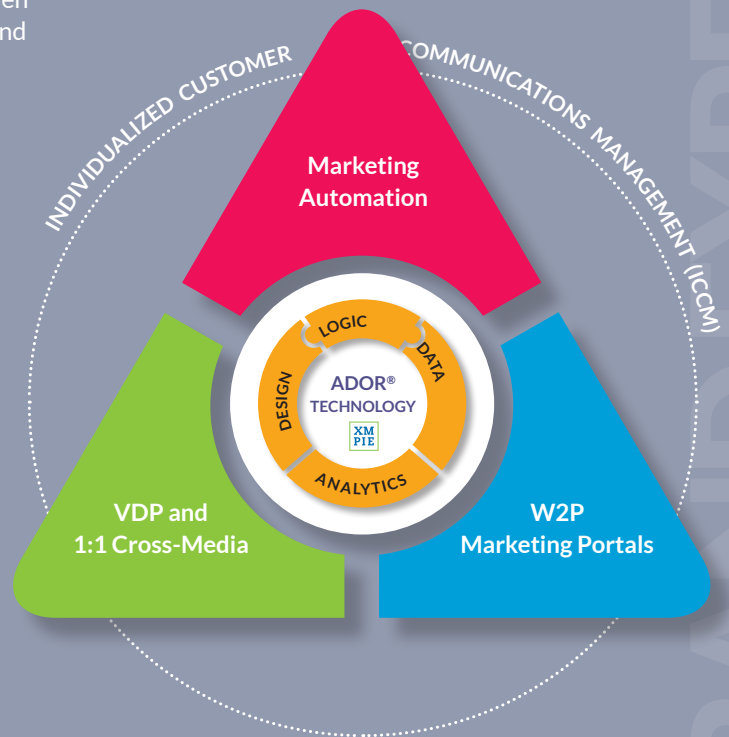 INDIVIDUALIZED CUSTOMER COMMUNICATIONS MANAGEMENT (ICCM)
Marketing
Automation
LOGIC
DATA
DESIGN
ADOR®
TECHNOLOGY
XM
PIE
ANALYTICS
VDP and
1:1 Cross-Media
W2P
Marketing Portals